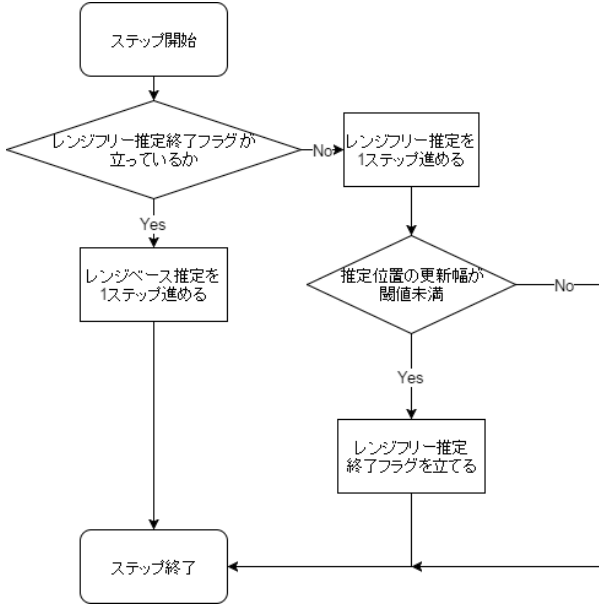 ステップ開始
レンジフリー推定終了フラグが
立っているか
No
レンジフリー推定を
1ステップ進める
Yes
レンジベース推定を
1ステップ進める
推定位置の更新幅が
閾値未満
No
Yes
レンジフリー推定
終了フラグを立てる
ステップ終了